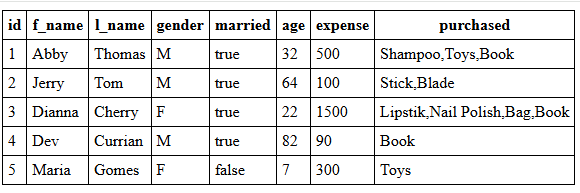 id f_name l_name gender married age expense purchased
1 Abby Thomas M true 32 500 Shampoo,Toys,Book
2 Jerry Tom M true 64 100 Stick,Blade
3 Dianna Cherry F true 22 1500 Lipstik,Nail Polish,Bag,Book
4 Dev Currian M true 82 90 Book
5 Maria Gomes F false 7 300 Toys